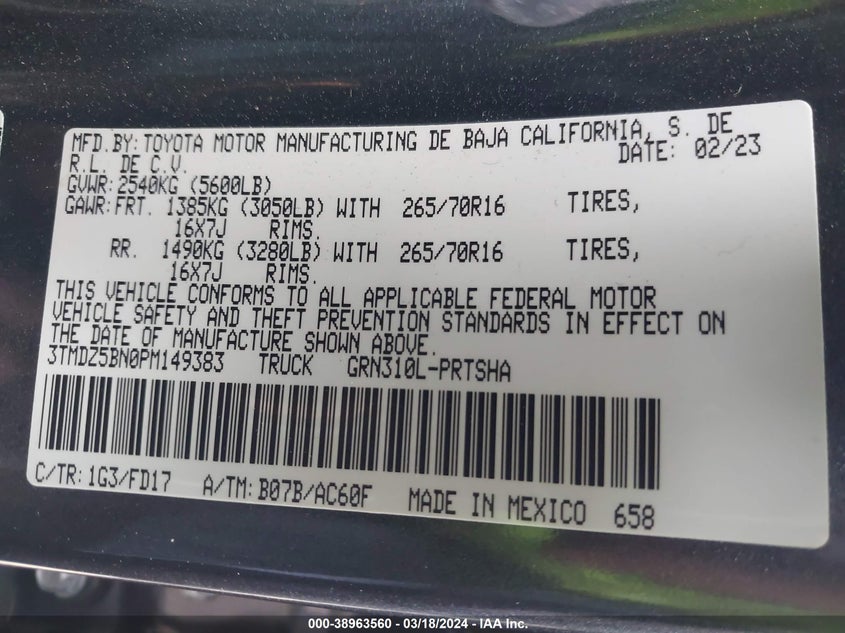 MFD.BY: TOYOTA MOTOR MANUFACTURING DE BAJA CALIFORNIA, S. DE
R.L. DE C.V. DATE: 02/23
GVWR: 2540KG (5600LB)
GAWR: FRT. 1385KG (3050LB) WITH 265/70R16 TIRES,
16X7J RIMS.
RR. 1490KG (3280LB) WITH 265/70R16 TIRES,
16X7J RIMS.
THIS VEHICLE CONFORMS TO ALL APPLICABLE FEDERAL MOTOR
VEHICLE SAFETY AND THEFT PREVENTION STANDARDS IN EFFECT ON
THE DATE OF MANUFACTURE SHOWN ABOVE.
3TMDZ5BN0PM149383 TRUCK GRN310L-PRTSHA
C/TR: 1G3/FD17 A/TM: B07B/AC60F MADE IN MEXICO 658
000-38963560 - 03/18/2024 - IAA Inc.